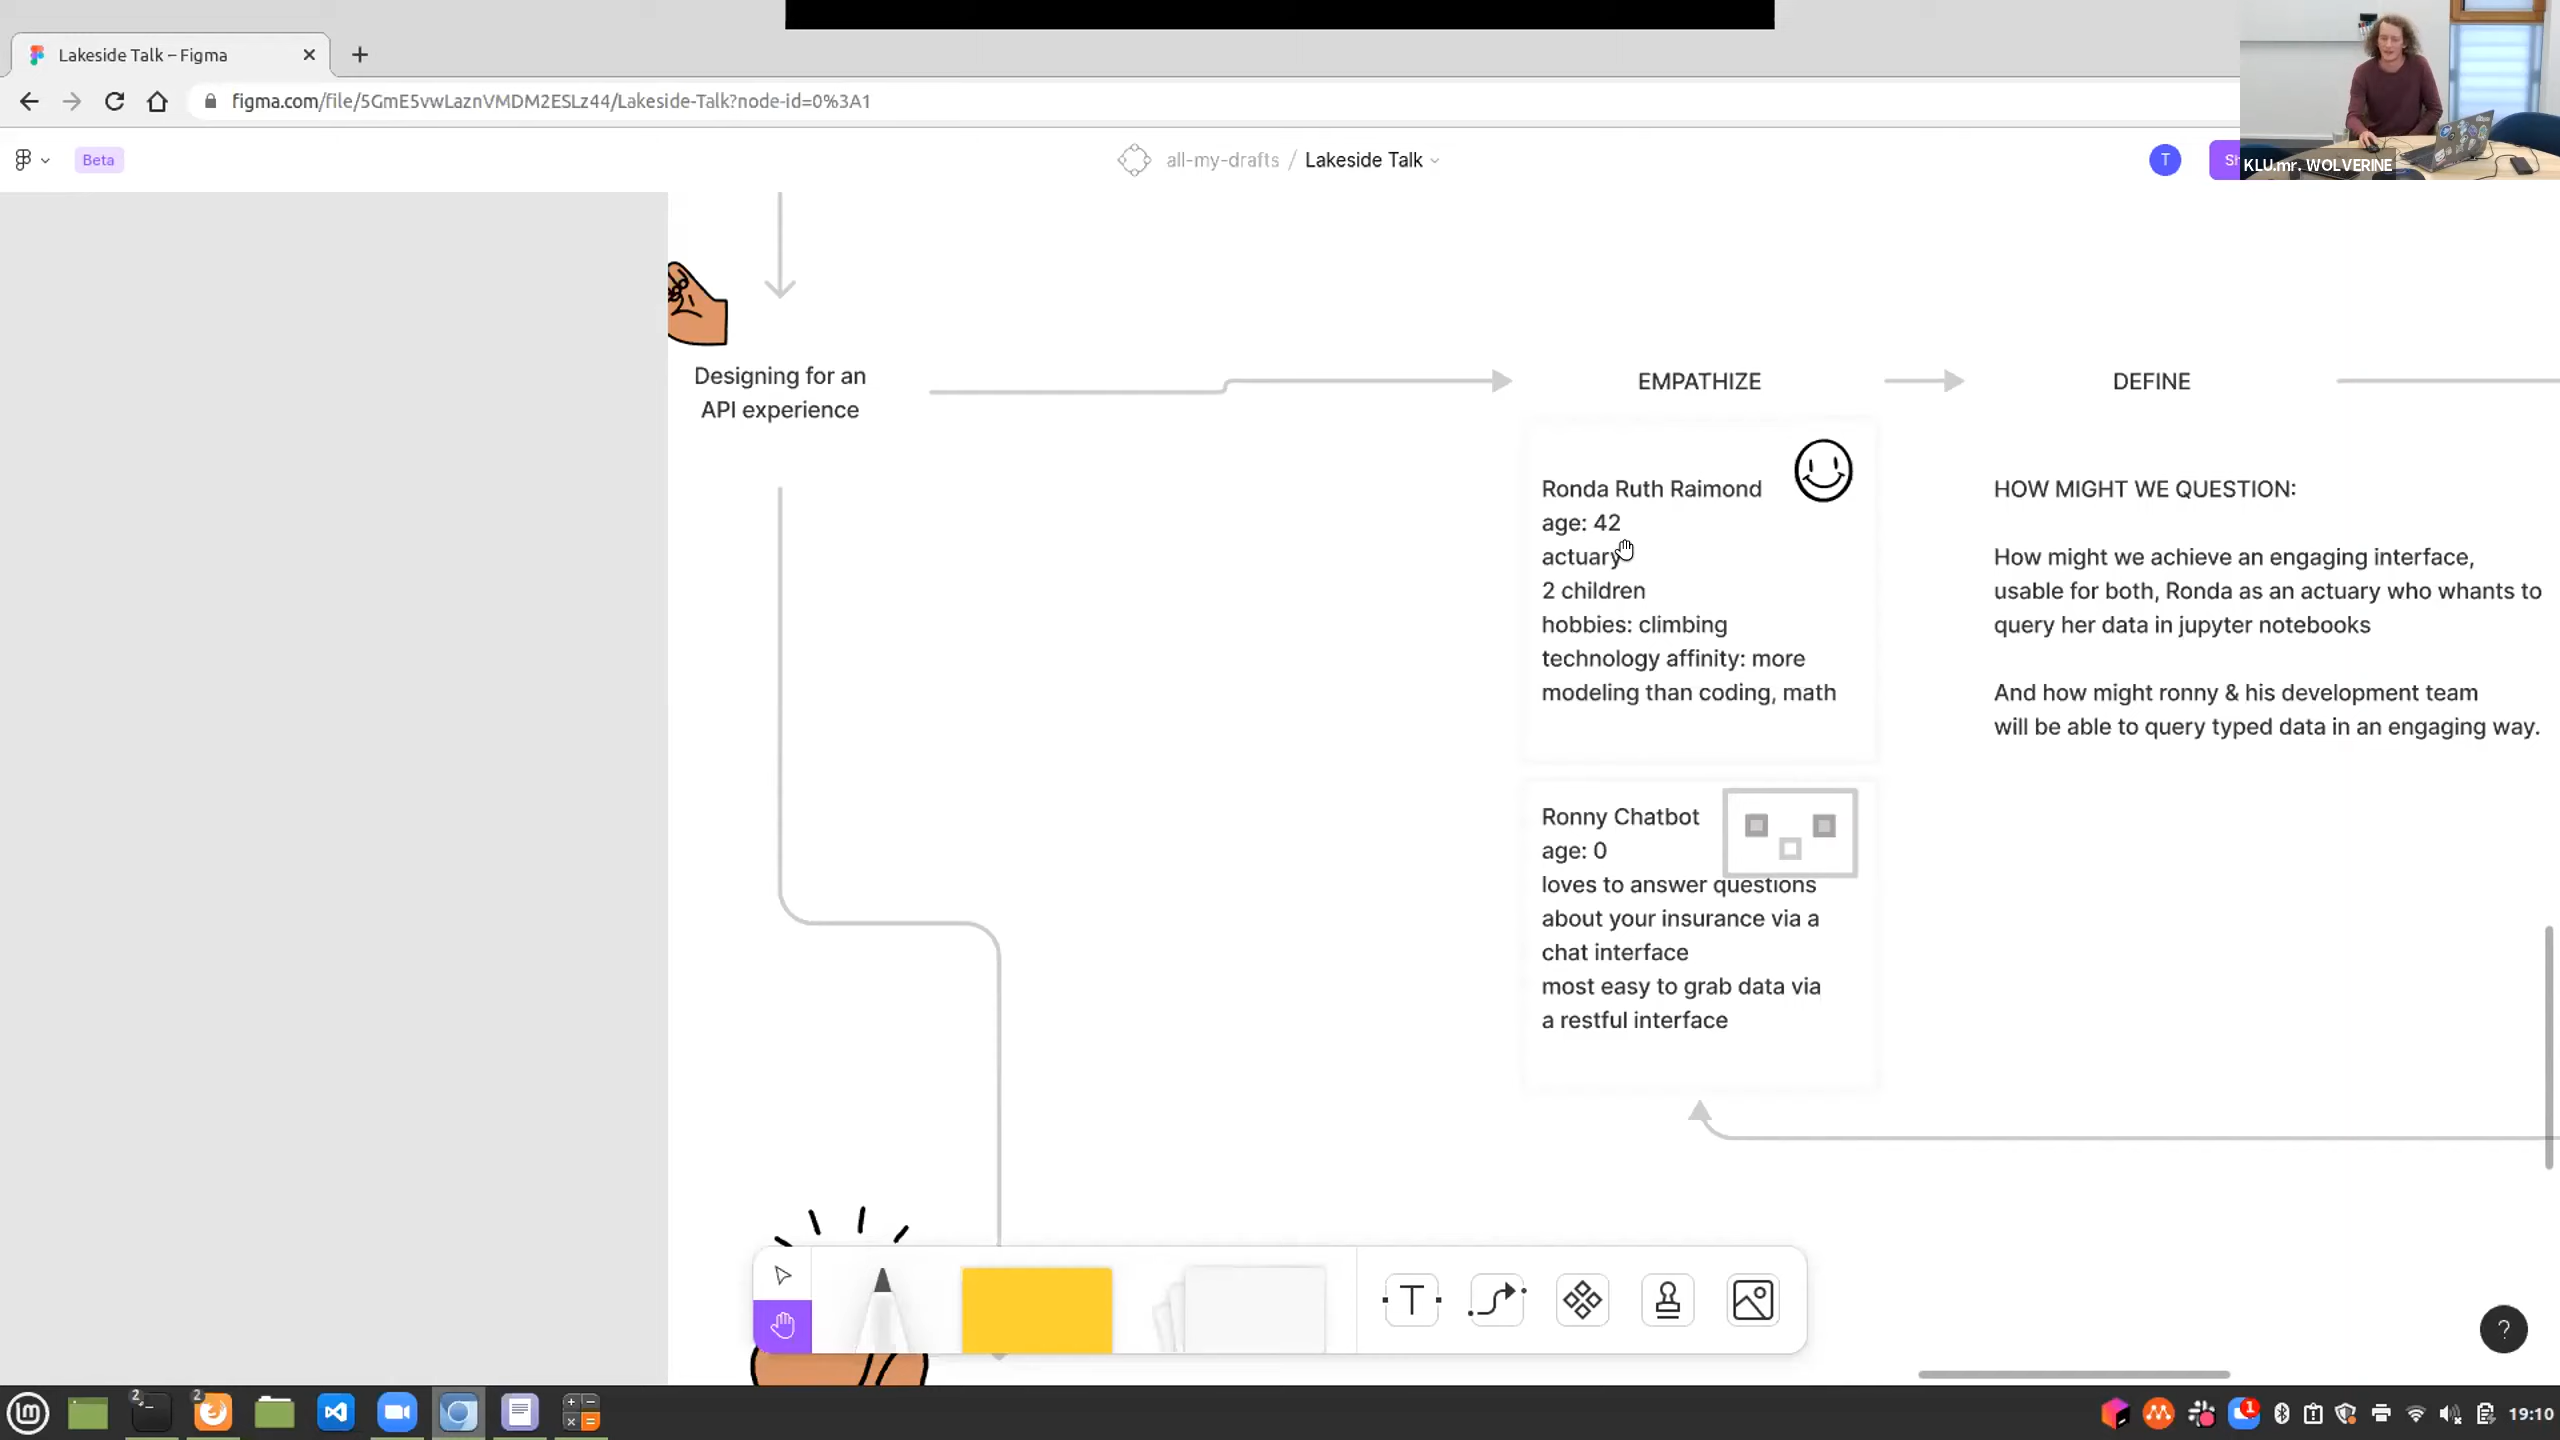 Lakeside Talk – Figma
figma.com/file/5GmE5vwLaznVMDM2ESLz44/Lakeside-Talk?node-id=0%3A1
Beta
all-my-drafts / Lakeside Talk
T
Sh
KLU.mr. WOLVERINE
Designing for an
API experience
EMPATHIZE
DEFINE
Ronda Ruth Raimond
age: 42
actuary
2 children
hobbies: climbing
technology affinity: more
modeling than coding, math
HOW MIGHT WE QUESTION:
How might we achieve an engaging interface,
usable for both, Ronda as an actuary who whants to
query her data in jupyter notebooks
And how might ronny & his development team
will be able to query typed data in an engaging way.
Ronny Chatbot
age: 0
loves to answer questions
about your insurance via a
chat interface
most easy to grab data via
a restful interface
T
?
2
2
1
19:10